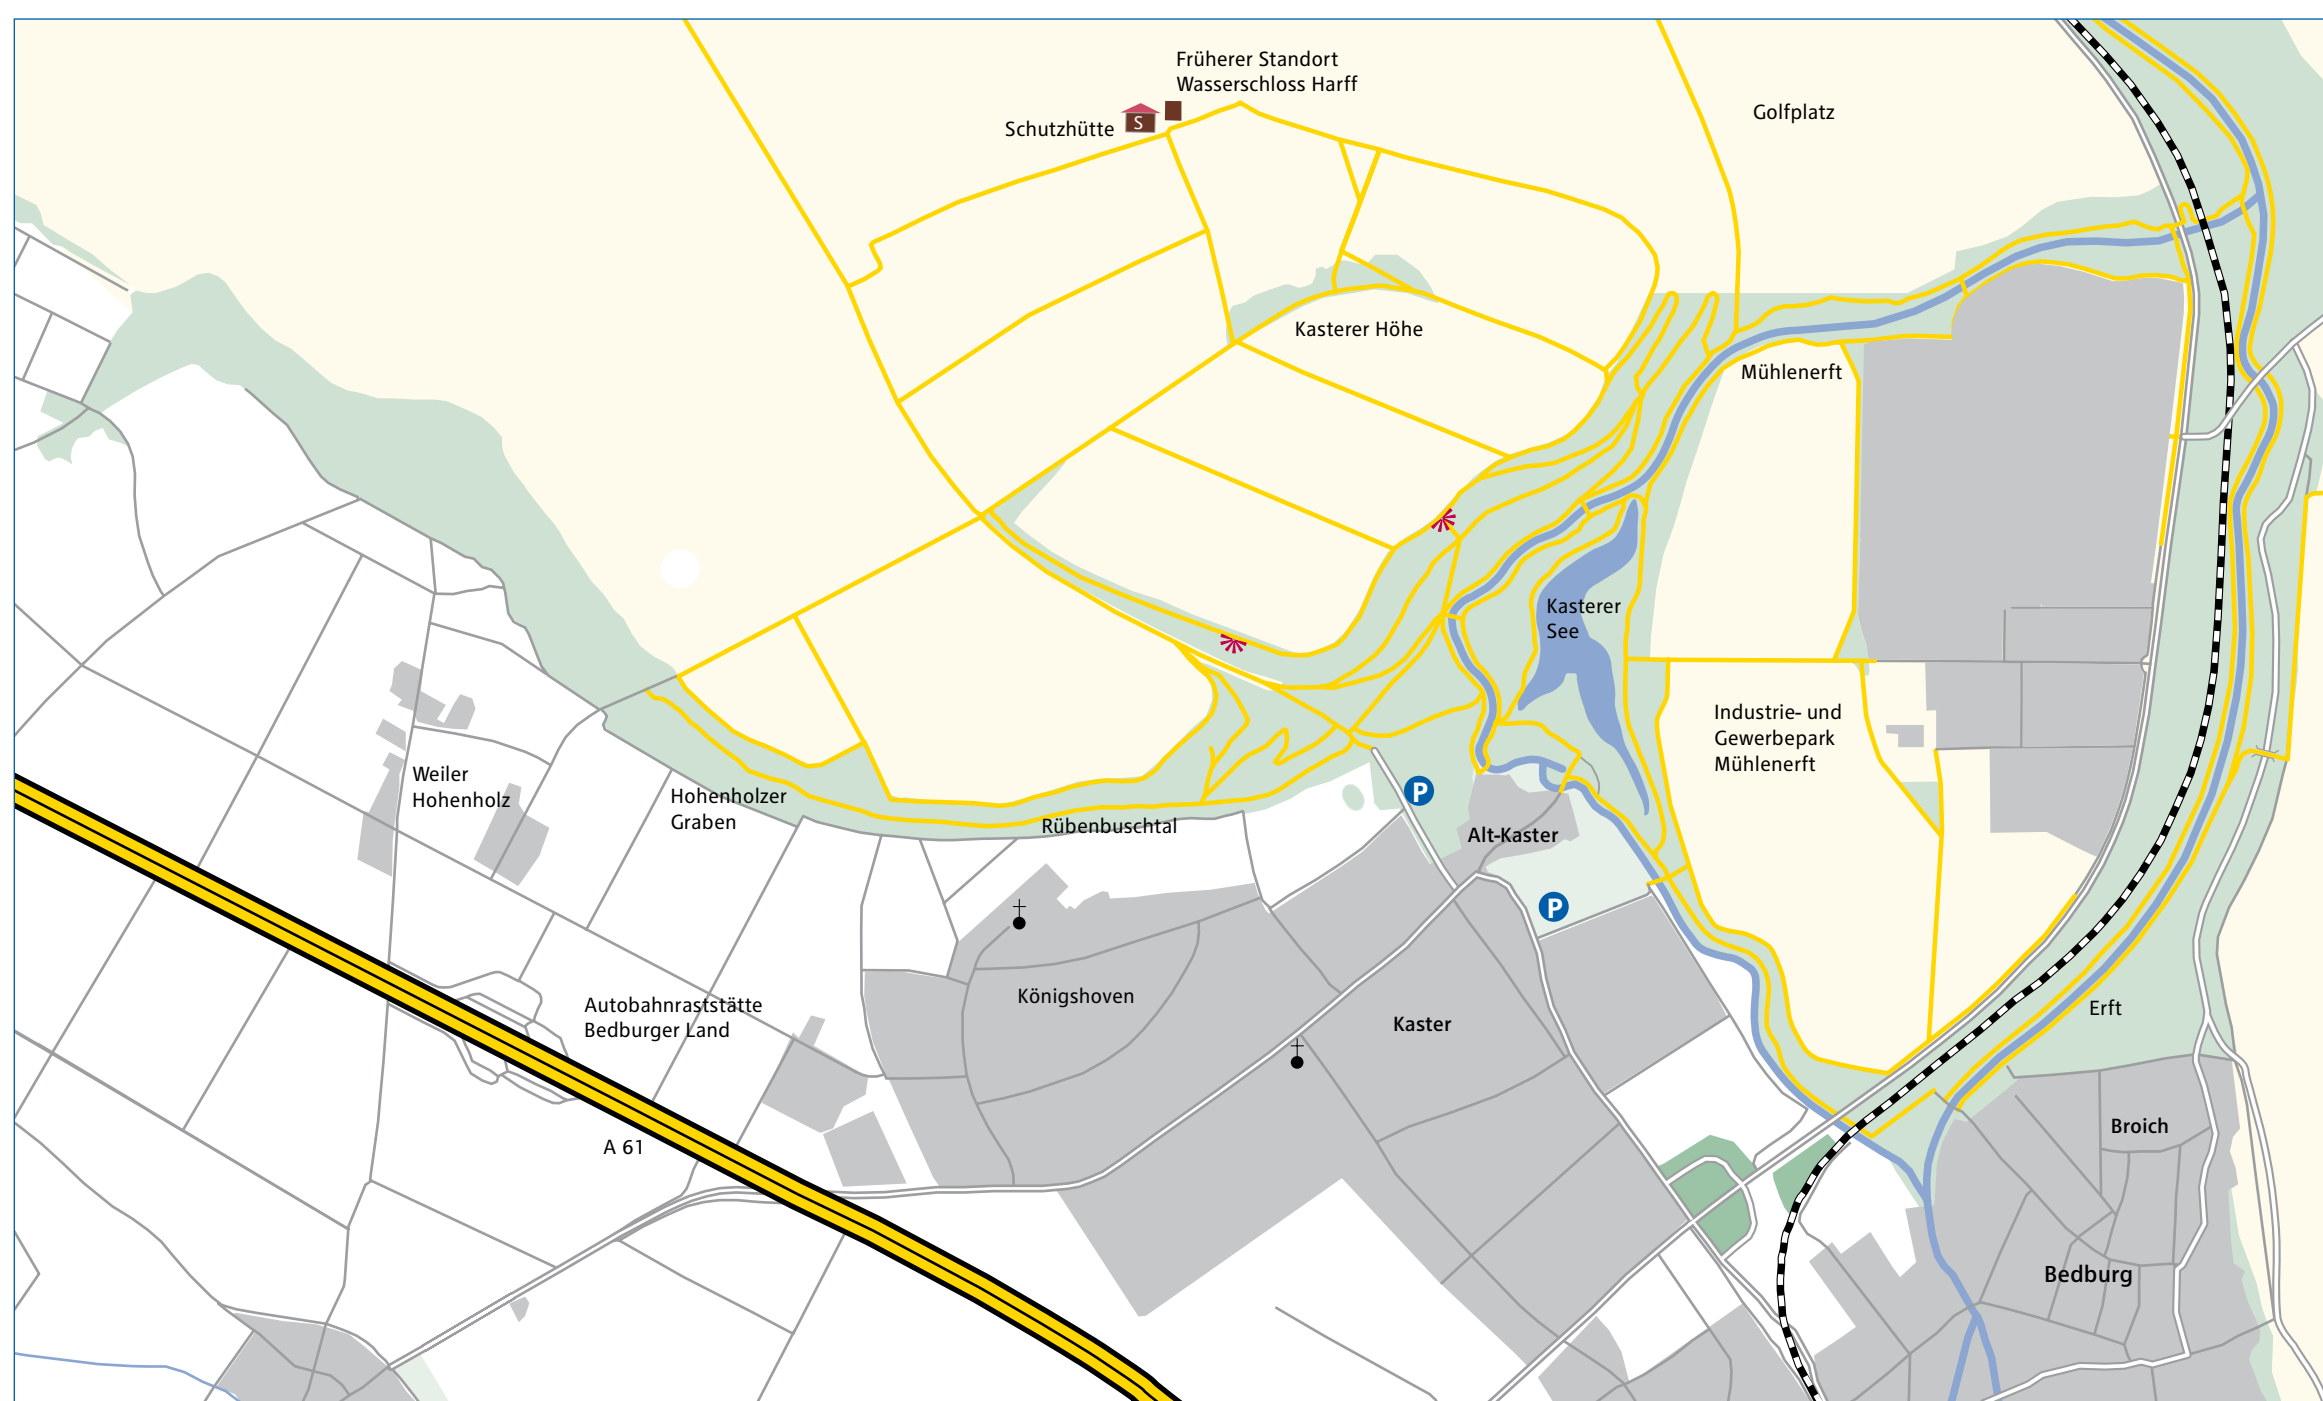 Früherer Standort
Wasserschloss Harff
Schutzhütte
S
Golfplatz
Kasterer Höhe
Mühlenerft
Kasterer
See
Industrie- und
Gewerbepark
Mühlenerft
Weiler
Hohenholz
Hohenholzer
Graben
Rübenbuschtal
P
Alt-Kaster
P
Autobahnraststätte
Bedburger Land
Königshoven
Kaster
Erft
A 61
Broich
Bedburg